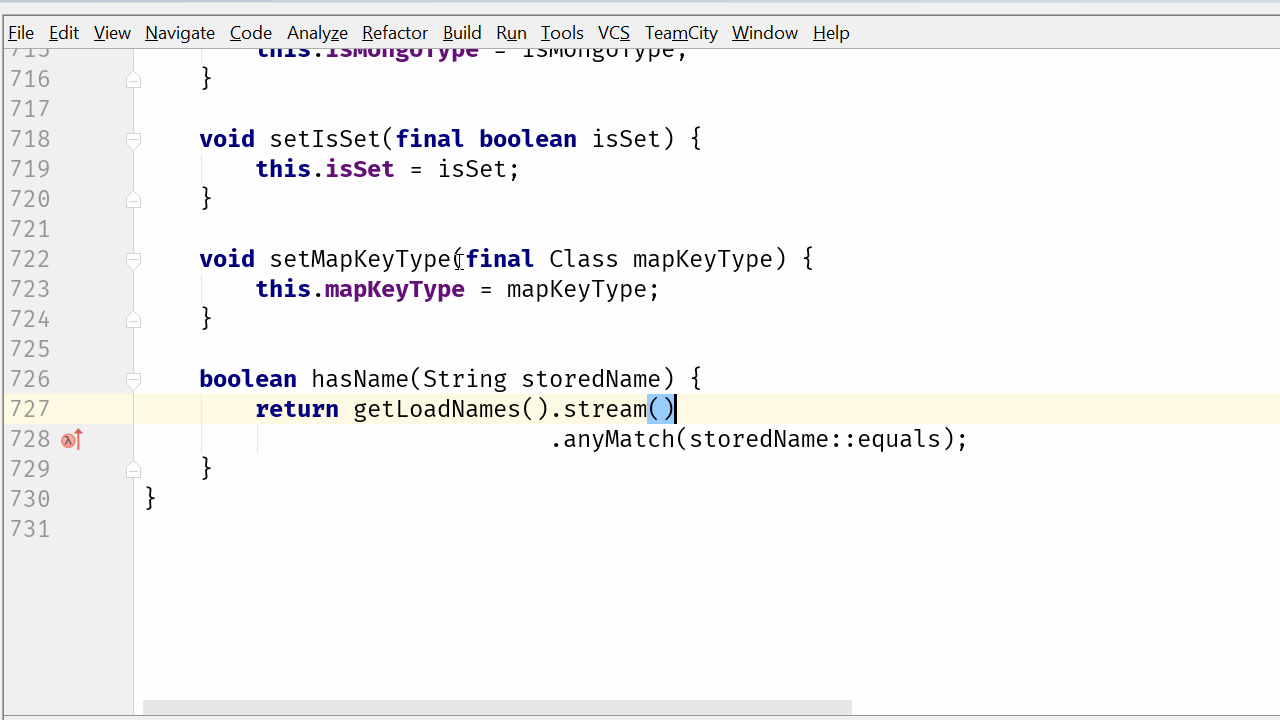 File Edit View Navigate Code Analyze Refactor Build Run Tools VCS TeamCity Window Help
715 this.isMongoType = isMongoType;
716 }
717
718 void setIsSet(final boolean isSet) {
719 this.isSet = isSet;
720 }
721
722 void setMapKeyType(final Class mapKeyType) {
723 this.mapKeyType = mapKeyType;
724 }
725
726 boolean hasName(String storedName) {
727 return getLoadNames().stream()
728 .anyMatch(storedName::equals);
729 }
730 }
731